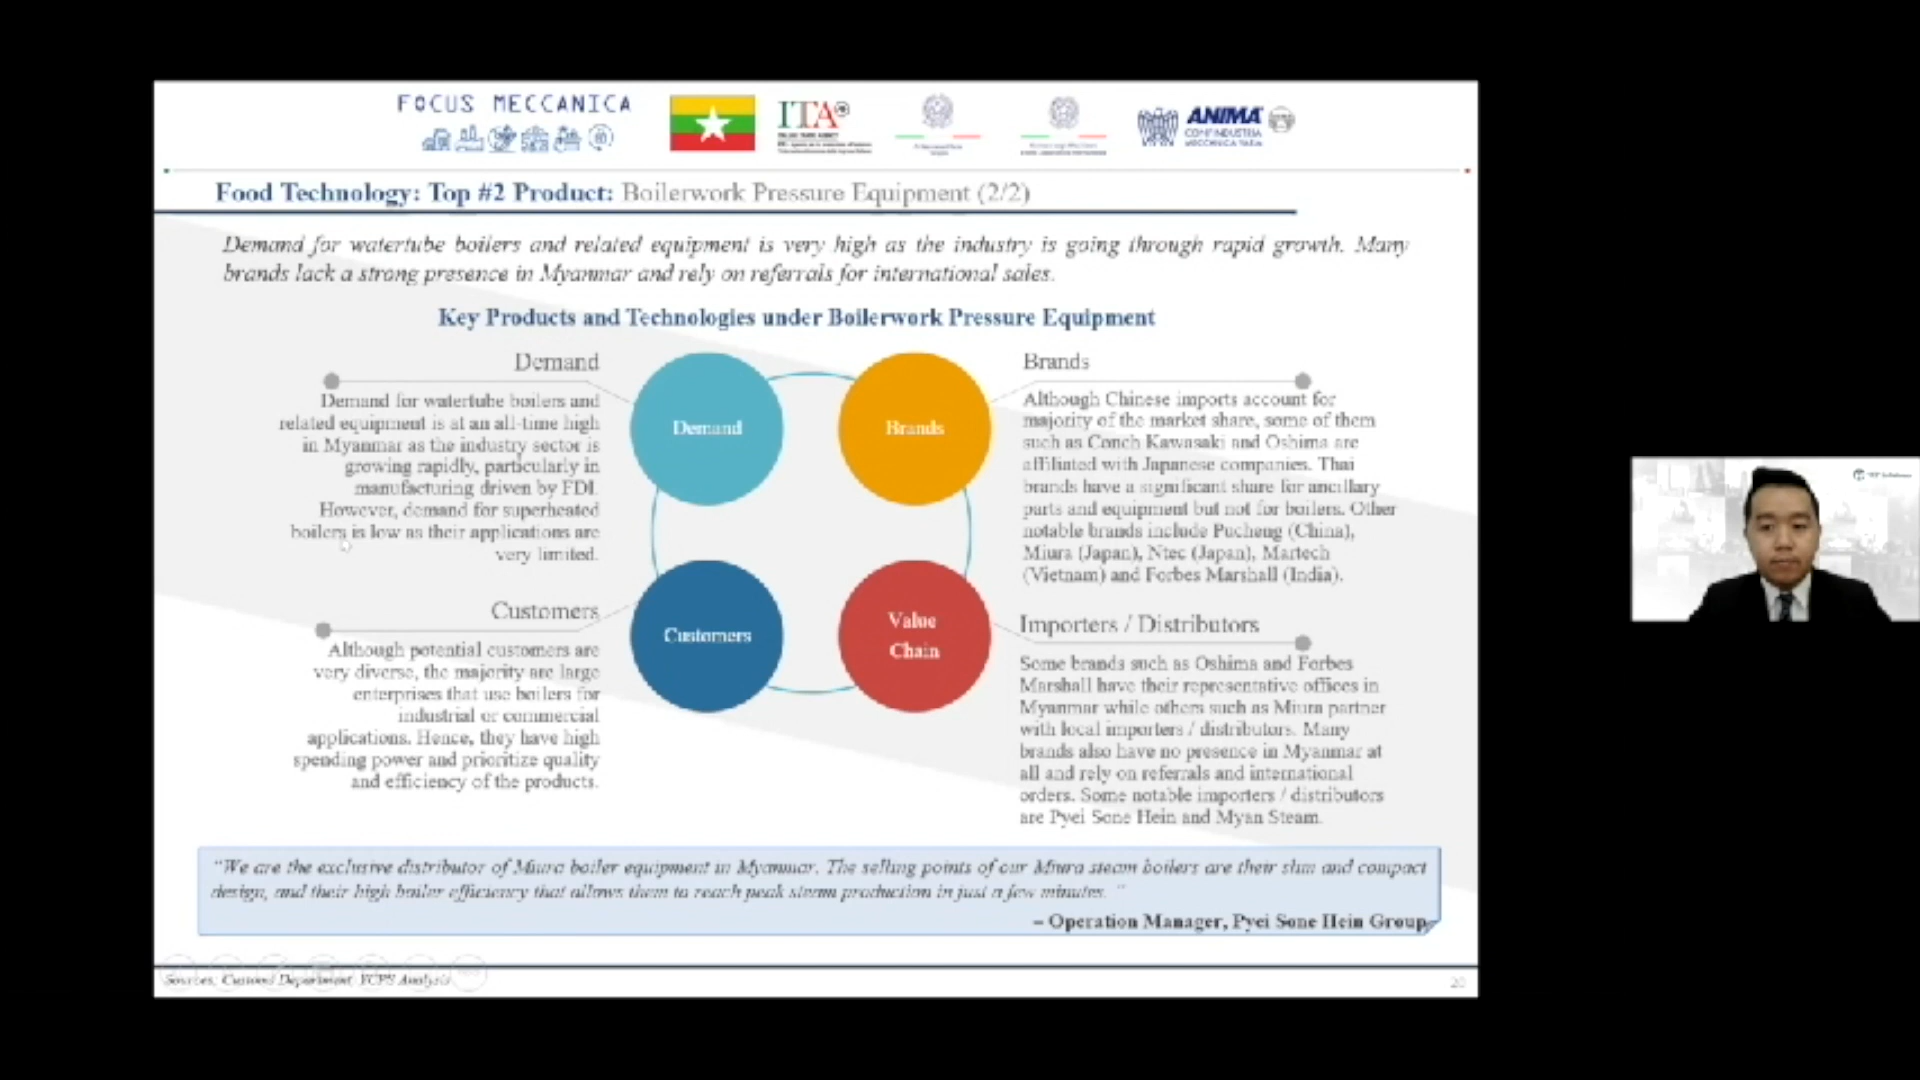 FOCUS MECCANICA
ITA
ANIMA
CONFINDUSTRIA
MECCANICA VARIA
Food Technology: Top #2 Product: Boilerwork Pressure Equipment (2/2)
Demand for watertube boilers and related equipment is very high as the industry is going through rapid growth. Many
brands lack a strong presence in Myanmar and rely on referrals for international sales.
Key Products and Technologies under Boilerwork Pressure Equipment
Demand
Demand for watertube boilers and
related equipment is at an all-time high
in Myanmar as the industry sector is
growing rapidly, particularly in
manufacturing driven by FDI.
However, demand for superheated
boilers is low as their applications are
very limited.
Customers
Although potential customers are
very diverse, the majority are large
enterprises that use boilers for
industrial or commercial
applications. Hence, they have high
spending power and prioritize quality
and efficiency of the products.
Demand
Brands
Customers
Value
Chain
Brands
Although Chinese imports account for
majority of the market share, some of them
such as Conch Kawasaki and Oshima are
affiliated with Japanese companies. Thai
brands have a significant share for ancillary
parts and equipment but not for boilers. Other
notable brands include Pucheng (China),
Miura (Japan), Ntec (Japan), Martech
(Vietnam) and Forbes Marshall (India).
Importers / Distributors
Some brands such as Oshima and Forbes
Marshall have their representative offices in
Myanmar while others such as Miura partner
with local importers / distributors. Many
brands also have no presence in Myanmar at
all and rely on referrals and international
orders. Some notable importers / distributors
are Pyei Sone Hein and Myan Steam.
"We are the exclusive distributor of Miura boiler equipment in Myanmar. The selling points of our Miura steam boilers are their slim and compact
design, and their high boiler efficiency that allows them to reach peak steam production in just a few minutes. "
– Operation Manager, Pyei Sone Hein Group
Sources: Custom Department, YCPS Analysis
20